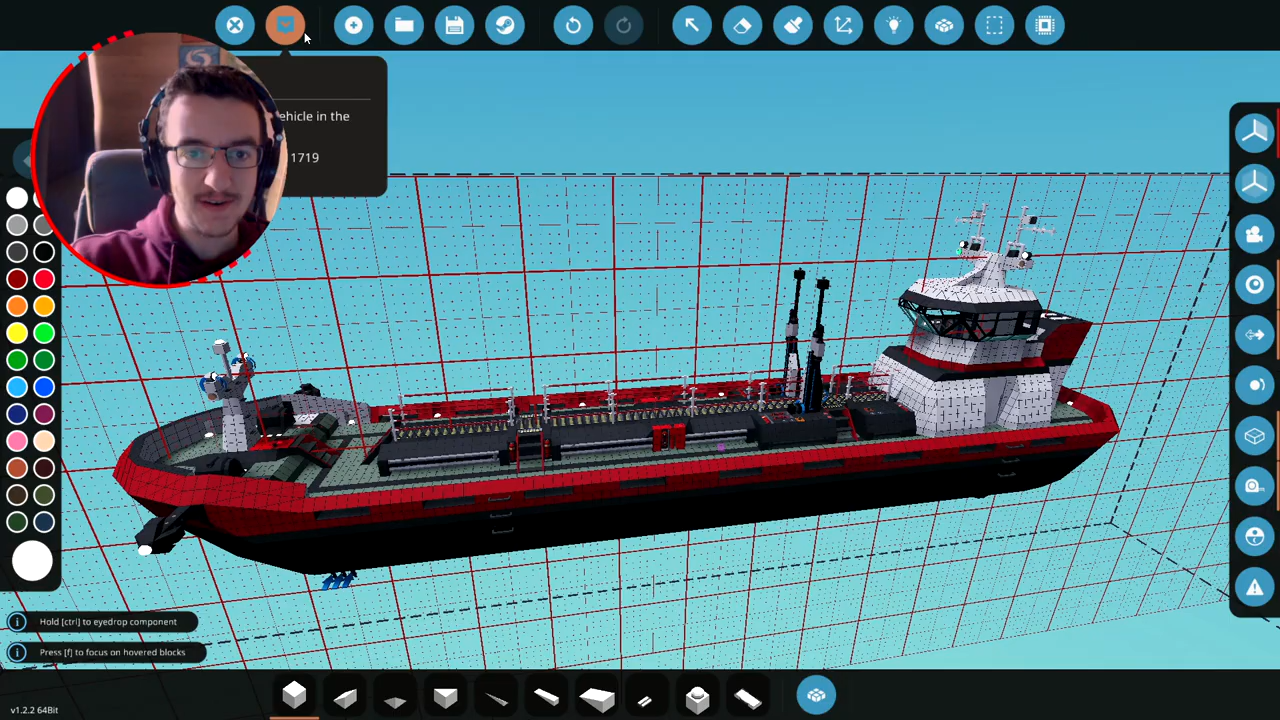 ehicle in the
1719
Hold [ctrl] to eyedrop component
Press [f] to focus on hovered blocks
v1.2.2 64Bit